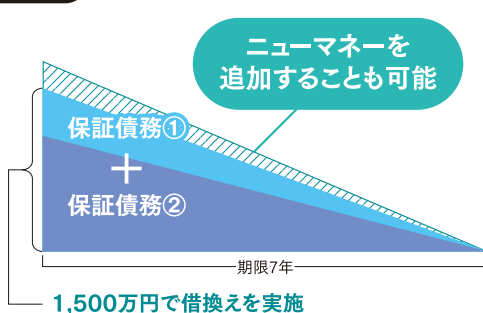 ニューマネーを
追加することも可能
保証債務①
＋
保証債務②
期限7年
1,500万円で借換えを実施